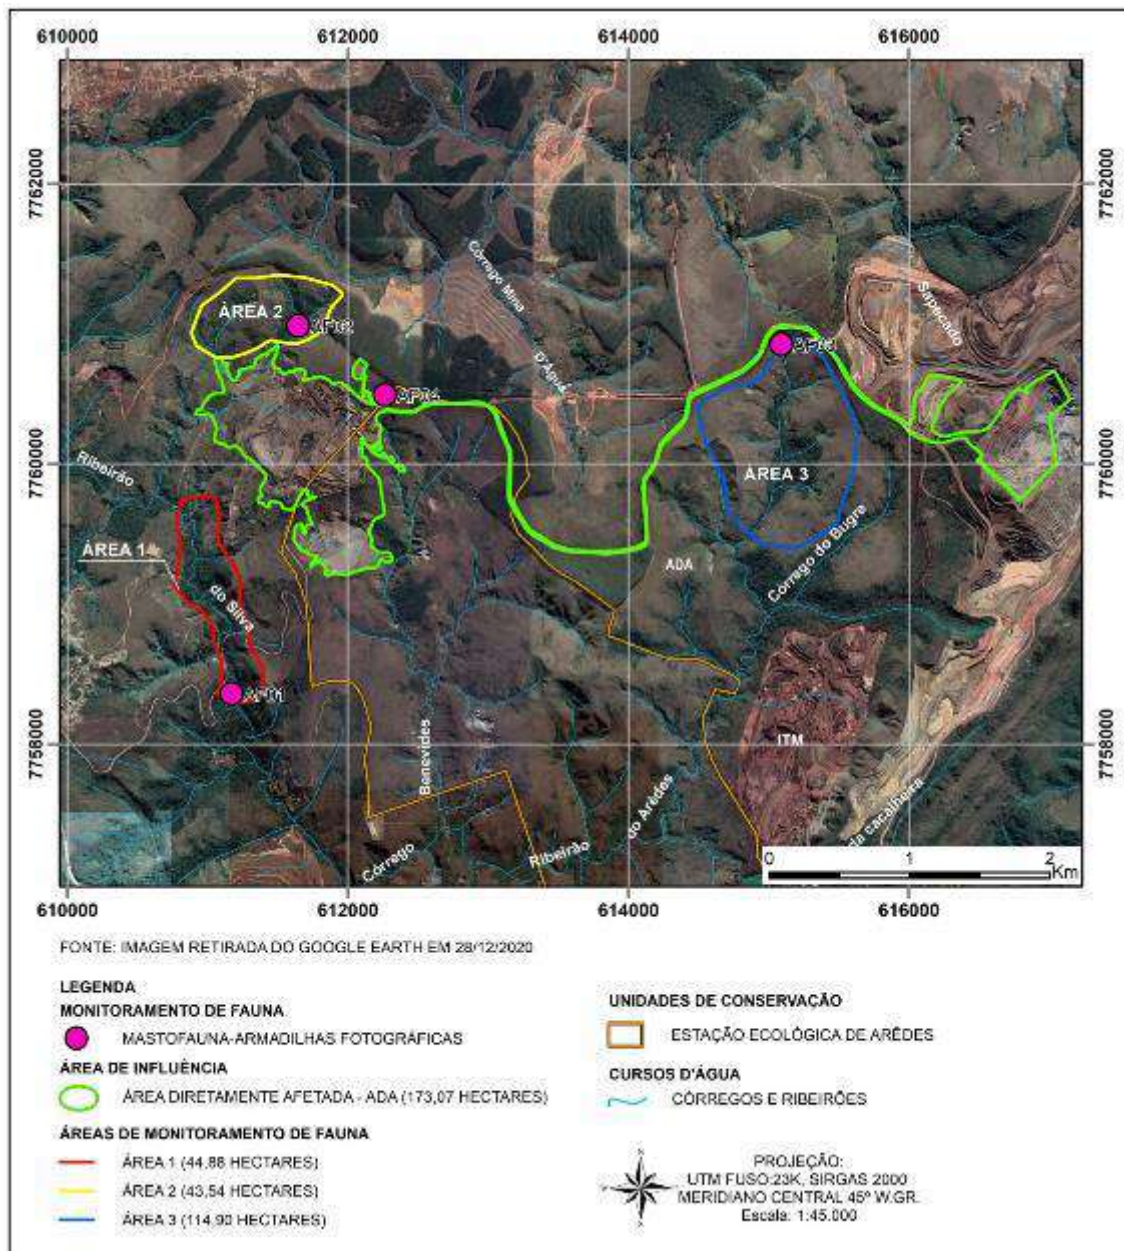 610000 612000 614000 616000
7762000 7762000
Córrego Mina
D'Água
Sapecado
ÁREA 2
AF02
AF03
AF04
7760000 7760000
Ribeirão
ÁREA 3
ÁREA 1
ADA
Córrego do Bugre
do Silva
AF01
7758000 7758000
ITM
Benevides
Córrego
Ribeirão
do Arêdes
da cacalheira
0 1 2
Km
610000 612000 614000 616000
FONTE: IMAGEM RETIRADA DO GOOGLE EARTH EM 28/12/2020
LEGENDA
MONITORAMENTO DE FAUNA
MASTOFAUNA-ARMADILHAS FOTOGRÁFICAS
ÁREA DE INFLUÊNCIA
ÁREA DIRETAMENTE AFETADA - ADA (173,07 HECTARES)
ÁREAS DE MONITORAMENTO DE FAUNA
ÁREA 1 (44,88 HECTARES)
ÁREA 2 (43,54 HECTARES)
ÁREA 3 (114,90 HECTARES)
UNIDADES DE CONSERVAÇÃO
ESTAÇÃO ECOLÓGICA DE ARÊDES
CURSOS D'ÁGUA
CÓRREGOS E RIBEIRÕES
PROJEÇÃO:
UTM FUSO:23K, SIRGAS 2000
MERIDIANO CENTRAL 45º W.GR.
Escala: 1:45.000